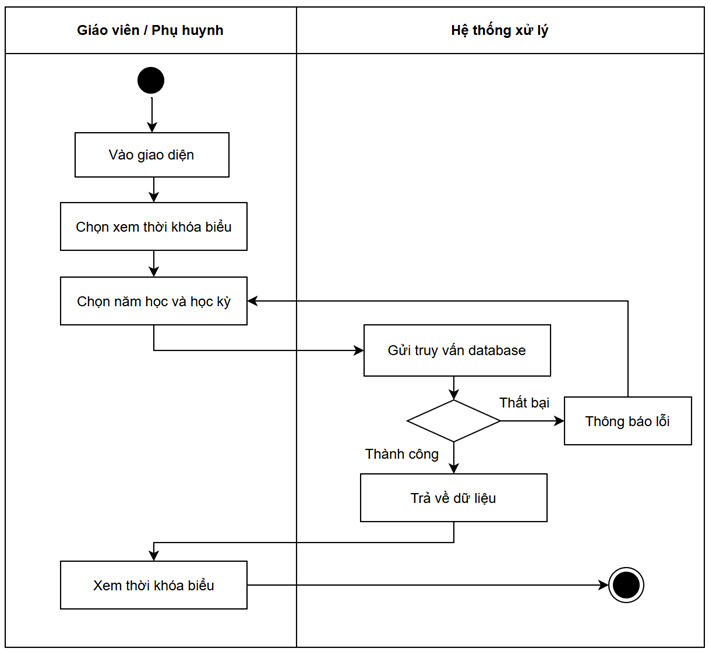 Giáo viên / Phụ huynh
Hệ thống xử lý
Vào giao diện
Chọn xem thời khóa biểu
Chọn năm học và học kỳ
Gửi truy vấn database
Thất bại
Thông báo lỗi
Thành công
Trả về dữ liệu
Xem thời khóa biểu